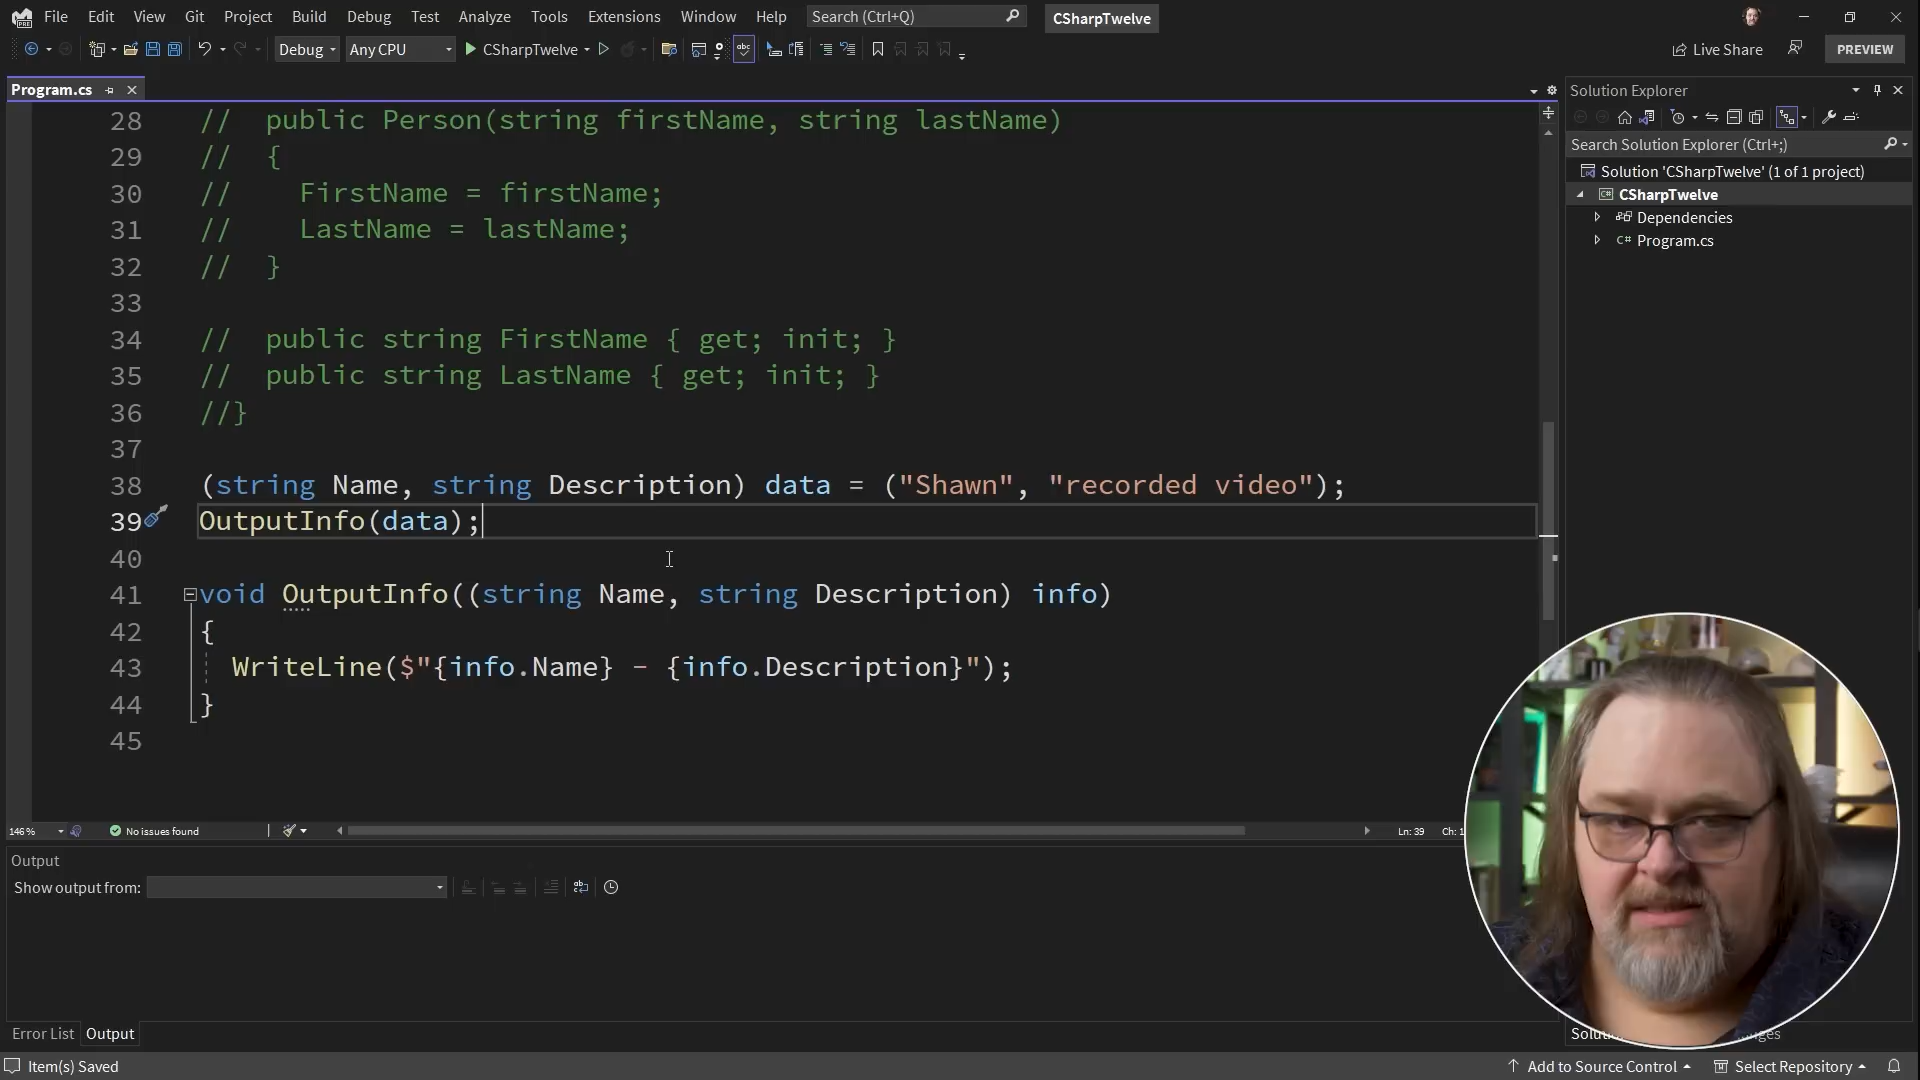 File Edit View Git Project Build Debug Test Analyze Tools Extensions Window Help Search (Ctrl+Q) CSharpTwelve
Debug Any CPU CSharpTwelve Live Share PREVIEW
Program.cs
28 //  public Person(string firstName, string lastName)
29 //  {
30 //    FirstName = firstName;
31 //    LastName = lastName;
32 //  }
33
34 //  public string FirstName { get; init; }
35 //  public string LastName { get; init; }
36 //}
37
38 (string Name, string Description) data = ("Shawn", "recorded video");
39 OutputInfo(data);
40
41 void OutputInfo((string Name, string Description) info)
42 {
43   WriteLine($"{info.Name} - {info.Description}");
44 }
45
146 % No issues found Ln: 39 Ch: 1
Solution Explorer
Search Solution Explorer (Ctrl+;)
Solution 'CSharpTwelve' (1 of 1 project)
CSharpTwelve
Dependencies
C# Program.cs
Output
Show output from:
Error List Output
Item(s) Saved Add to Source Control Select Repository